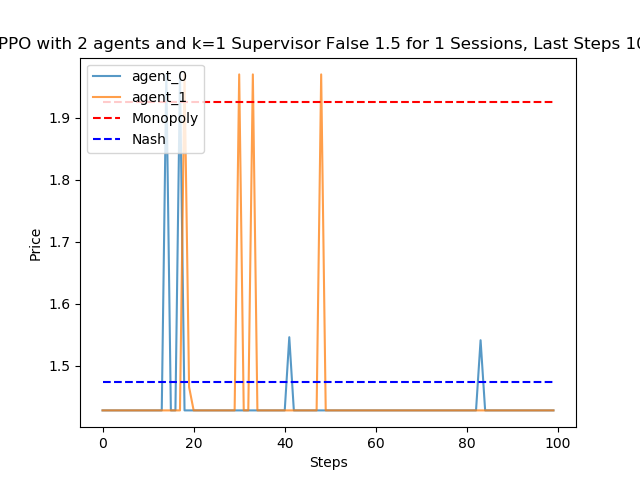 PPO with 2 agents and k=1 Supervisor False 1.5 for 1 Sessions, Last Steps 10
agent_0
agent_1
Monopoly
Nash
1.9
1.8
1.7
1.6
1.5
Price
0
20
40
60
80
100
Steps